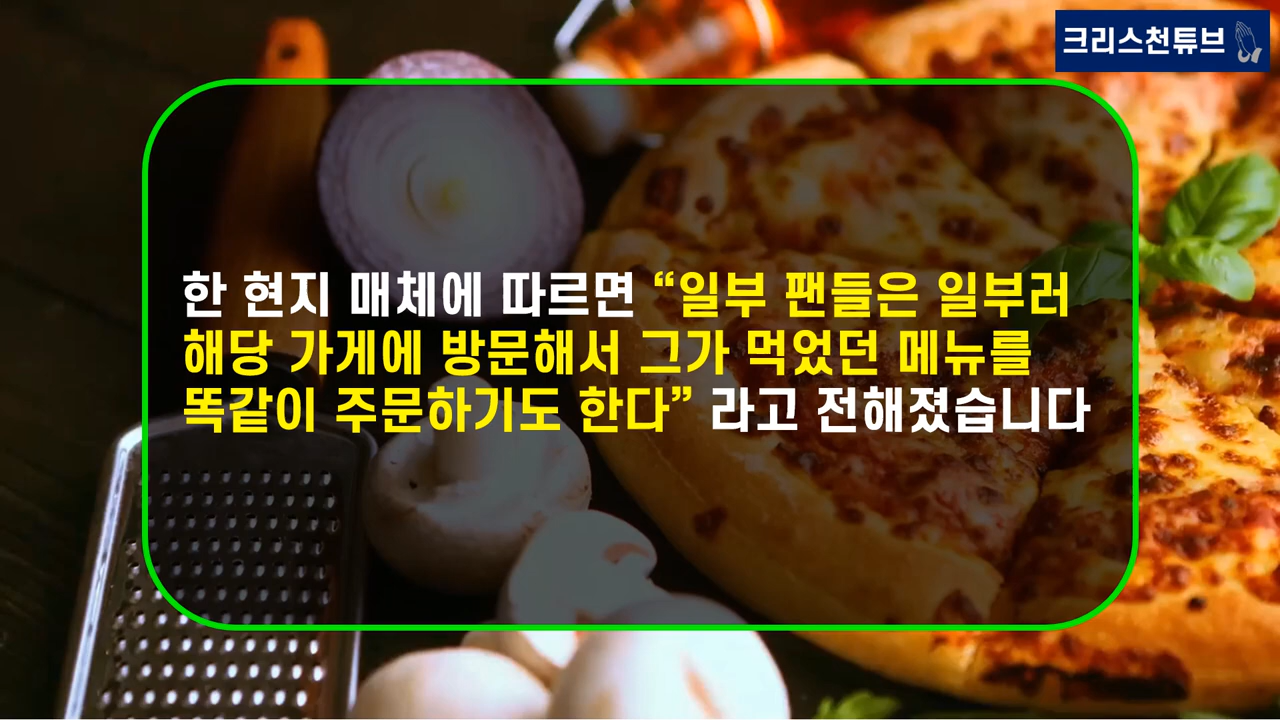 크리스천튜브
한 현지 매체에 따르면 “일부 팬들은 일부러
해당 가게에 방문해서 그가 먹었던 메뉴를
똑같이 주문하기도 한다” 라고 전해졌습니다